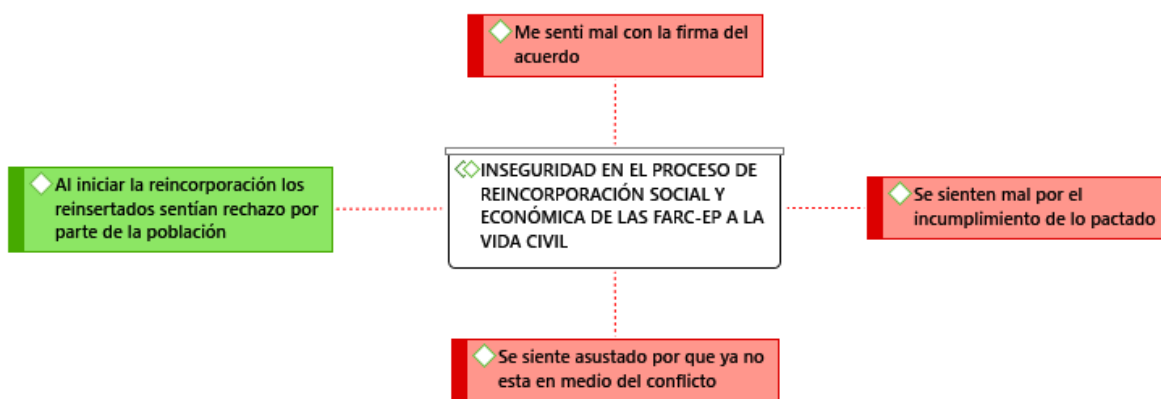 Me senti mal con la firma del
acuerdo
Al iniciar la reincorporación los
reinsertados sentían rechazo por
parte de la población
INSEGURIDAD EN EL PROCESO DE
REINCORPORACIÓN SOCIAL Y
ECONÓMICA DE LAS FARC-EP A LA
VIDA CIVIL
Se sienten mal por el
incumplimiento de lo pactado
Se siente asustado por que ya no
esta en medio del conflicto